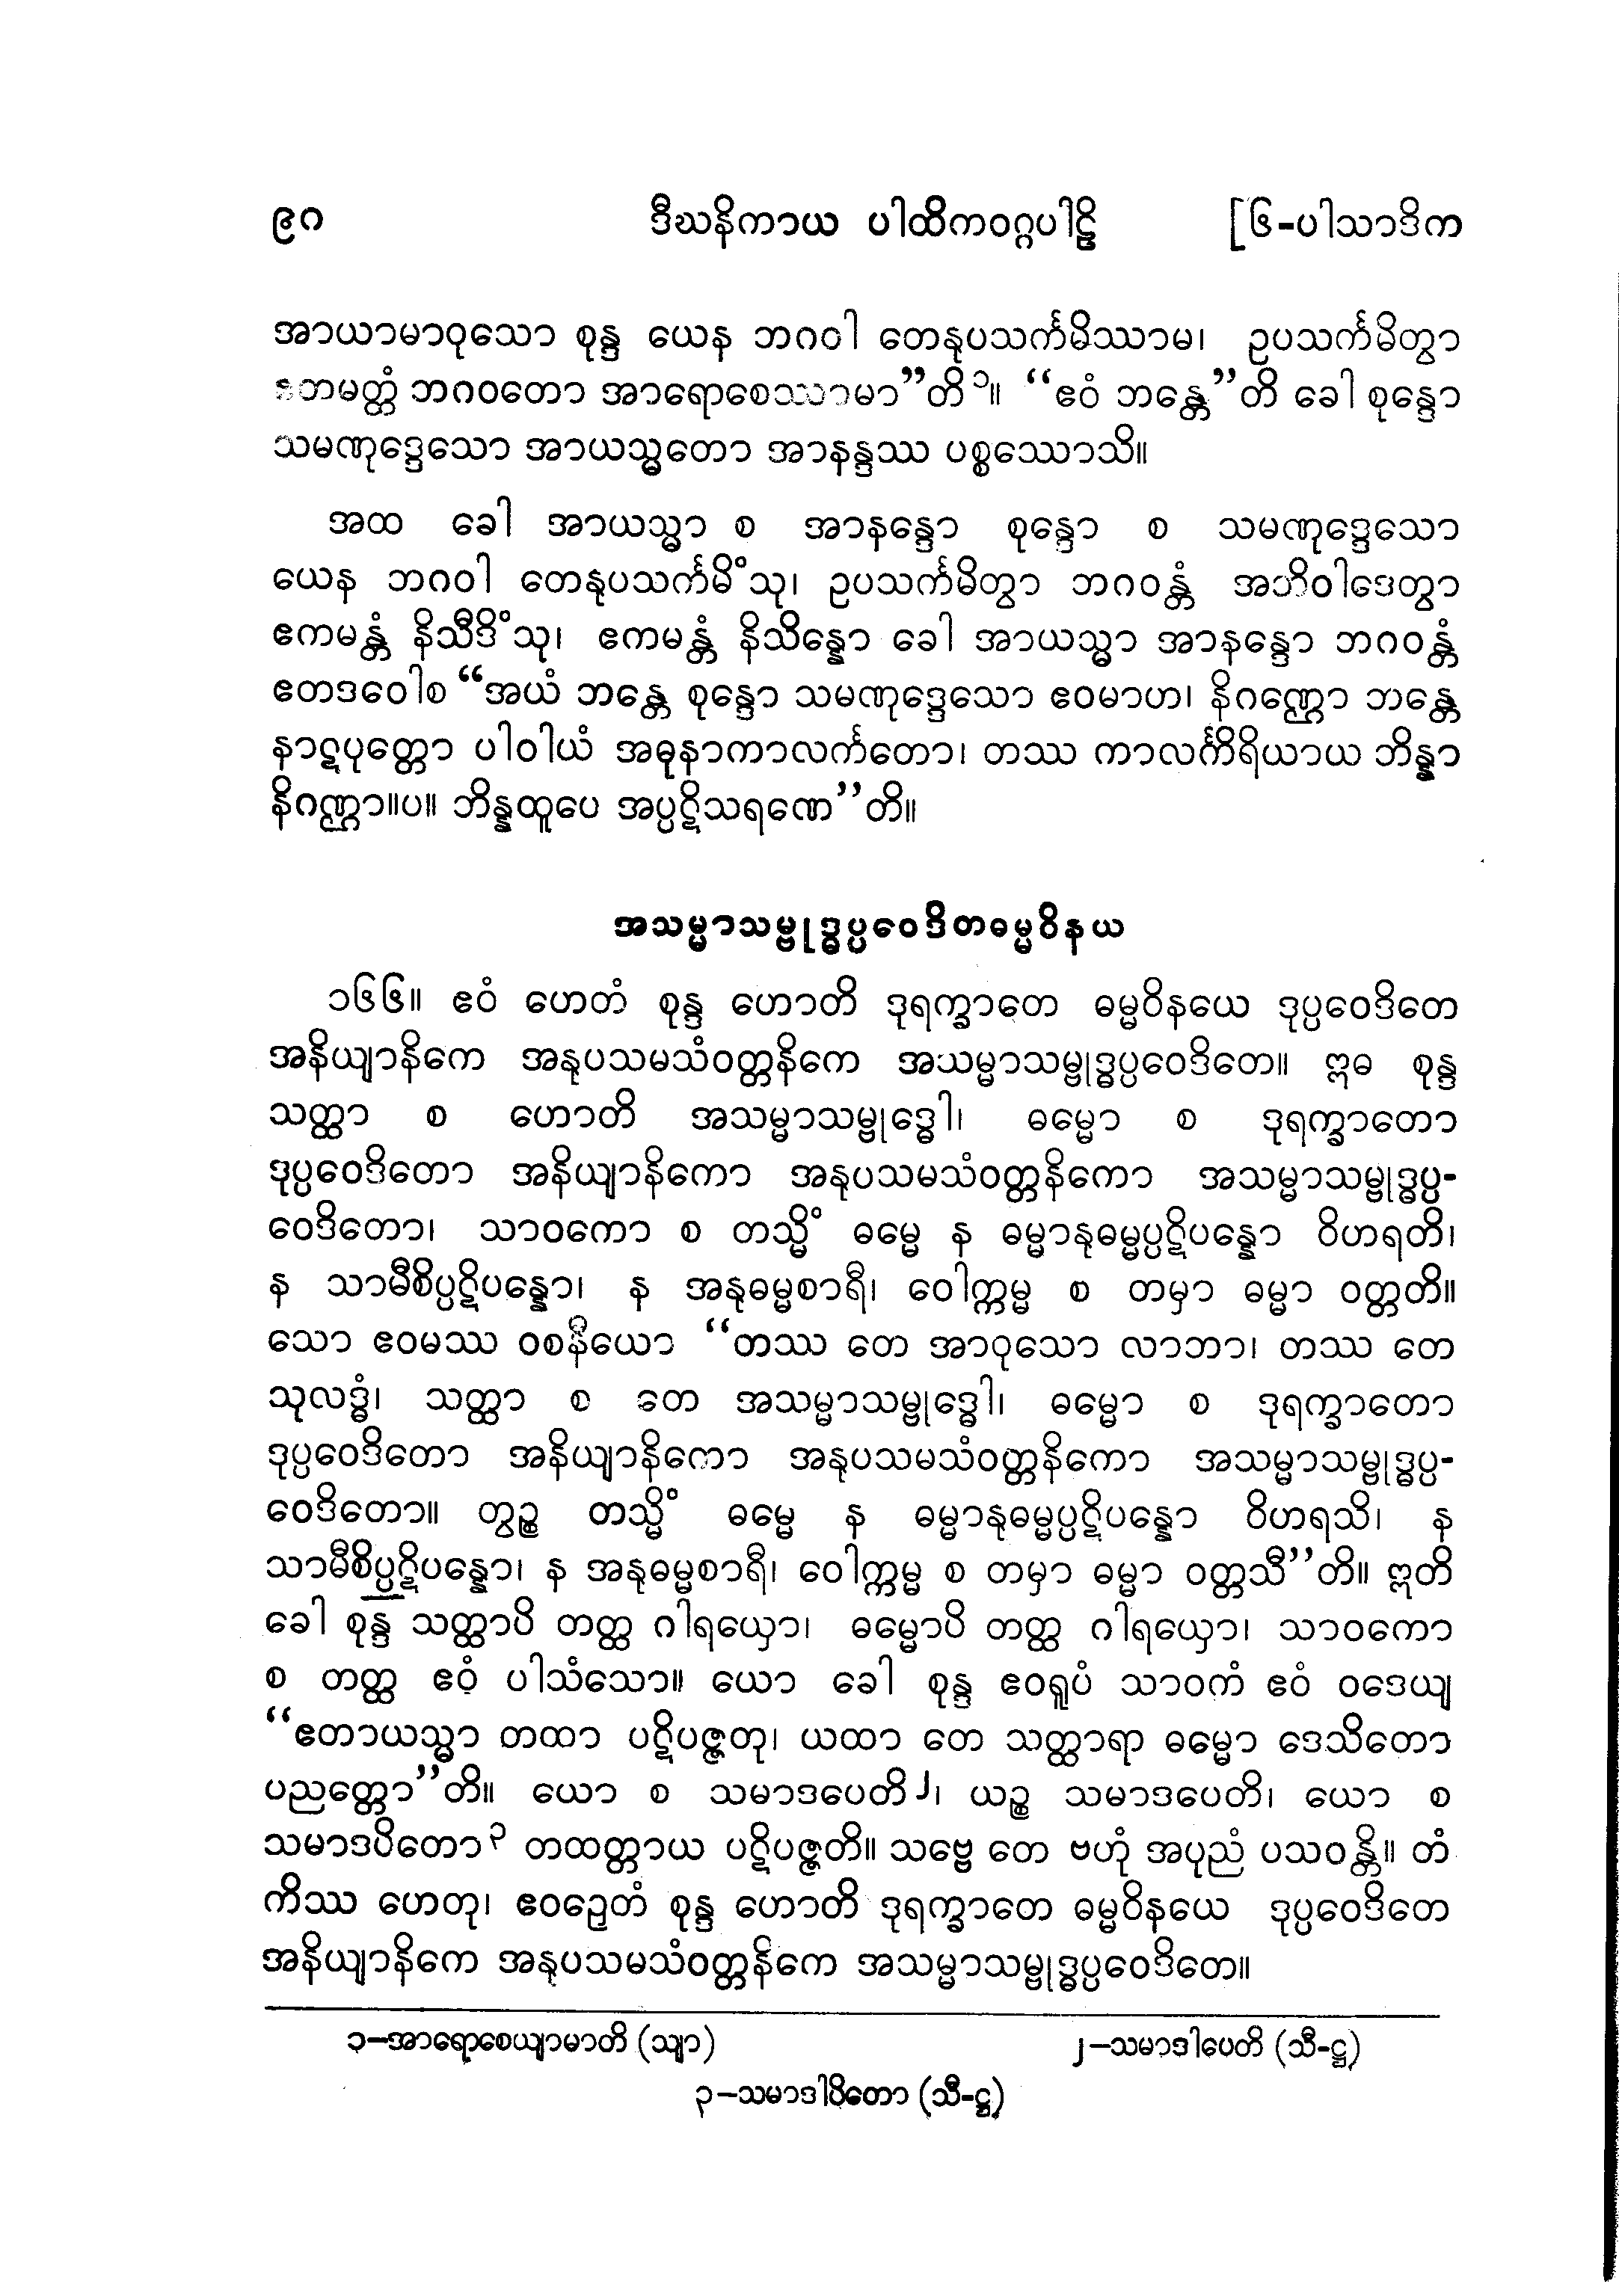 ၉ဂ ဒီဃနိကာယ ပါထိကဝဂ္ဂပါဠိ [၆-ပါသာဒိက
အာယာမာဝုသော စုန္ဒ ယေန ဘဂဝါ တေနုပသင်္ကမိဿာမ၊ ဥပသင်္ကမိတွာ
ဧတမတ္ထံ ဘဂဝတော အာရောစေဿာမာ”တိ၁။ “ဧဝံ ဘန္တေ”တိ ခေါ စုန္ဒော
သမဏုဒ္ဒေသော အာယသ္မတော အာနန္ဒဿ ပစ္စဿောသိ။
အထ ခေါ အာယသ္မာ စ အာနန္ဒော စုန္ဒော စ သမဏုဒ္ဒေသော
ယေန ဘဂဝါ တေနုပသင်္ကမိံသု၊ ဥပသင်္ကမိတွာ ဘဂဝန္တံ အဘိဝါဒေတွာ
ဧကမန္တံ နိသီဒိံသု၊ ဧကမန္တံ နိသိန္နော ခေါ အာယသ္မာ အာနန္ဒော ဘဂဝန္တံ
ဧတဒဝေါစ “အယံ ဘန္တေ စုန္ဒော သမဏုဒ္ဒေသော ဧဝမာဟ၊ နိဂဏ္ဌော ဘန္တေ
နာဋပုတ္တော ပါဝါယံ အဓုနာကာလင်္ကတော၊ တဿ ကာလင်္ကိရိယာယ ဘိန္နာ
နိဂဏ္ဌာ။ပ။ ဘိန္နထူပေ အပ္ပဋိသရဏေ”တိ။
အသမ္မာသမ္ဗုဒ္ဓပ္ပဝေဒိတဓမ္မဝိနယ
၁၆၆။ ဧဝံ ဟေတံ စုန္ဒ ဟောတိ ဒုရက္ခာတေ ဓမ္မဝိနယေ ဒုပ္ပဝေဒိတေ
အနိယျာနိကေ အနုပသမသံဝတ္တနိကေ အသမ္မာသမ္ဗုဒ္ဓပ္ပဝေဒိတေ။ ဣဓ စုန္ဒ
သတ္ထာ စ ဟောတိ အသမ္မာသမ္ဗုဒ္ဓေါ၊ ဓမ္မော စ ဒုရက္ခာတော
ဒုပ္ပဝေဒိတော အနိယျာနိကော အနုပသမသံဝတ္တနိကော အသမ္မာသမ္ဗုဒ္ဓပ္ပ-
ဝေဒိတော၊ သာဝကော စ တသ္မိံ ဓမ္မေ န ဓမ္မာနုဓမ္မပ္ပဋိပန္နော ဝိဟရတိ၊
န သာမီစိပ္ပဋိပန္နော၊ န အနုဓမ္မစာရီ၊ ဝေါက္ကမ္မ စ တမှာ ဓမ္မာ ဝတ္တတိ။
သော ဧဝမဿ ဝစနီယော “တဿ တေ အာဝုသော လာဘာ၊ တဿ တေ
သုလဒ္ဓံ၊ သတ္ထာ စ တေ အသမ္မာသမ္ဗုဒ္ဓေါ၊ ဓမ္မော စ ဒုရက္ခာတော
ဒုပ္ပဝေဒိတော အနိယျာနိကော အနုပသမသံဝတ္တနိကော အသမ္မာသမ္ဗုဒ္ဓပ္ပ-
ဝေဒိတော။ တွဉ္စ တသ္မိံ ဓမ္မေ န ဓမ္မာနုဓမ္မပ္ပဋိပန္နော ဝိဟရသိ၊ န
သာမီစိပ္ပဋိပန္နော၊ န အနုဓမ္မစာရီ၊ ဝေါက္ကမ္မ စ တမှာ ဓမ္မာ ဝတ္တသီ”တိ။ ဣတိ
ခေါ စုန္ဒ သတ္ထာပိ တတ္ထ ဂါရယှော၊ ဓမ္မောပိ တတ္ထ ဂါရယှော၊ သာဝကော
စ တတ္ထ ဧဝံ ပါသံသော။ ယော ခေါ စုန္ဒ ဧဝရူပံ သာဝကံ ဧဝံ ဝဒေယျ
“ဧတာယသ္မာ တထာ ပဋိပဇ္ဇတု၊ ယထာ တေ သတ္ထာရာ ဓမ္မော ဒေသိတော
ပညတ္တော”တိ။ ယော စ သမာဒပေတိ၂၊ ယဉ္စ သမာဒပေတိ၊ ယော စ
သမာဒပိတော၃ တထတ္တာယ ပဋိပဇ္ဇတိ။ သဗ္ဗေ တေ ဗဟုံ အပုညံ ပသဝန္တိ။ တံ
ကိဿ ဟေတု၊ ဧဝဉှေတံ စုန္ဒ ဟောတိ ဒုရက္ခာတေ ဓမ္မဝိနယေ ဒုပ္ပဝေဒိတေ
အနိယျာနိကေ အနုပသမသံဝတ္တနိကေ အသမ္မာသမ္ဗုဒ္ဓပ္ပဝေဒိတေ။
၁-အာရောစေယျာမာတိ (သျာ) ၂-သမာဒါပေတိ (သီ-ဋ္ဌ)
၃-သမာဒါပိတော (သီ-ဋ္ဌ)